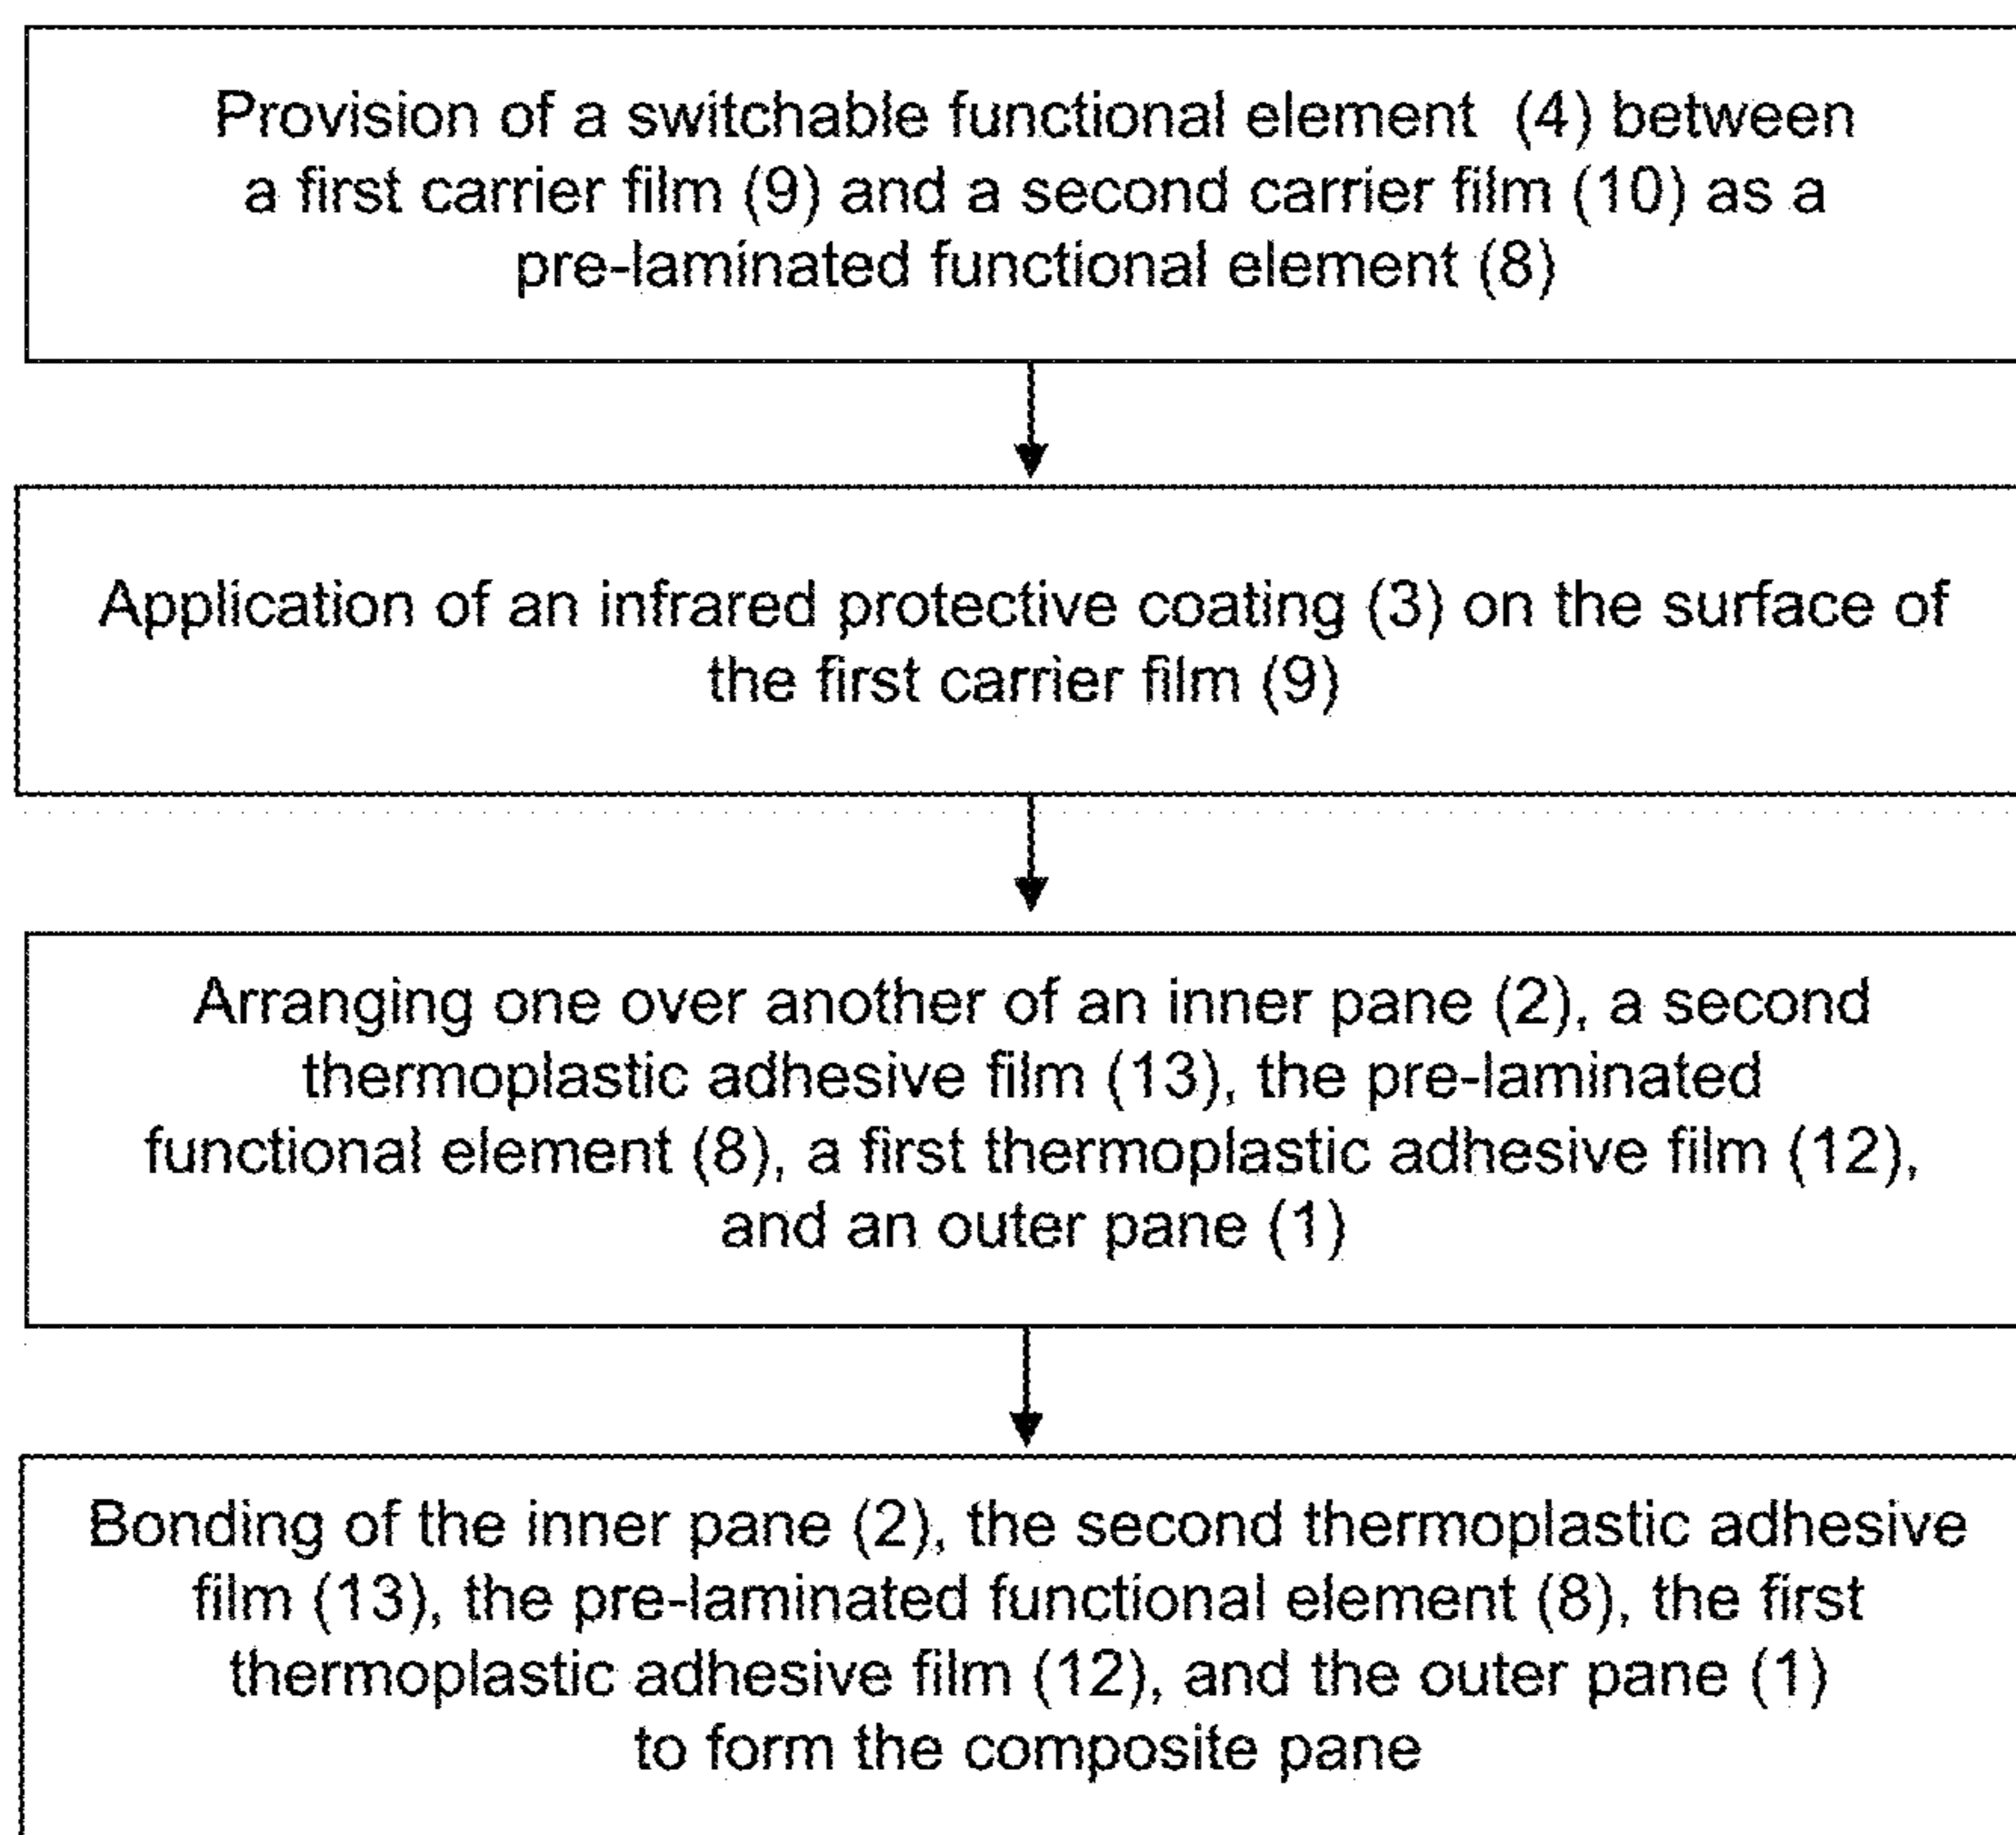 Provision of a switchable functional element (4) between
a first carrier film (9) and a second carrier film (10) as a
pre-laminated functional element (8)
Application of an infrared protective coating (3) on the surface of
the first carrier film (9)
Arranging one over another of an inner pane (2), a second
thermoplastic adhesive film (13), the pre-laminated
functional element (8), a first thermoplastic adhesive film (12),
and an outer pane (1)
Bonding of the inner pane (2), the second thermoplastic adhesive
film (13), the pre-laminated functional element (8), the first
thermoplastic adhesive film (12), and the outer pane (1)
to form the composite pane